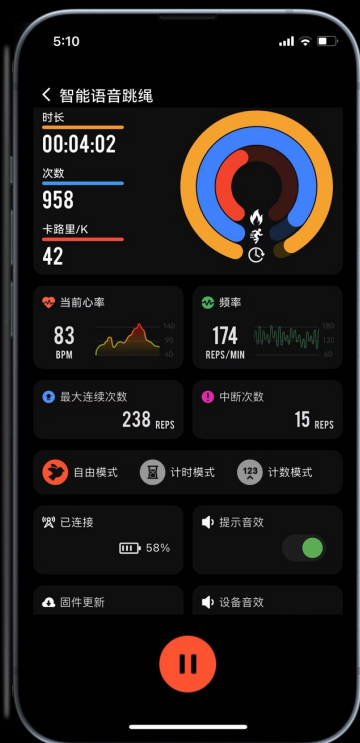 5:10
智能语音跳绳
时长
00:04:02
次数
958
卡路里/K
42
当前心率
83
BPM
140
90
60
频率
174
REPS/MIN
180
120
60
最大连续次数
238 REPS
中断次数
15 REPS
自由模式
计时模式
123
计数模式
已连接
58%
提示音效
固件更新
设备音效